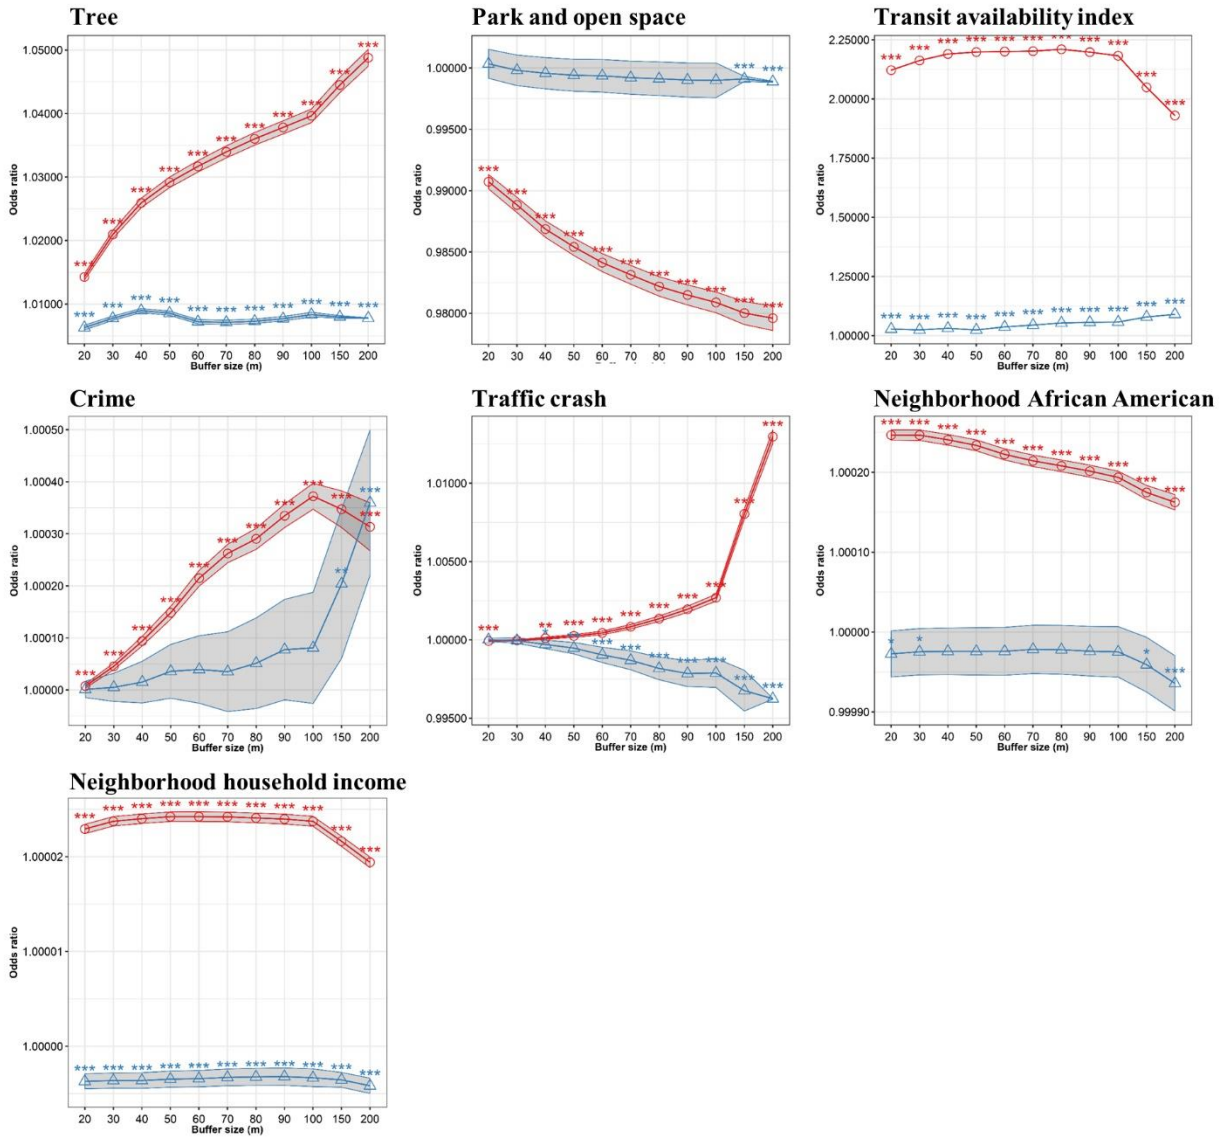 Tree
Park and open space
Transit availability index
1.05000
1.04000
1.03000
1.02000
1.01000
Odds ratio
*** *** *** *** *** *** *** *** *** *** ***
*** *** *** *** *** *** *** *** *** *** ***
20 30 40 50 60 70 80 90 100 150 200
Buffer size (m)
1.00000
0.99500
0.99000
0.98500
0.98000
Odds ratio
*** ***
*** *** *** *** *** *** *** *** *** *** ***
20 30 40 50 60 70 80 90 100 150 200
2.25000
2.00000
1.75000
1.50000
1.25000
1.00000
Odds ratio
*** *** *** *** *** *** *** *** *** *** ***
*** *** *** *** *** *** *** *** *** *** ***
20 30 40 50 60 70 80 90 100 150 200
Buffer size (m)
Crime
Traffic crash
Neighborhood African American
1.00050
1.00040
1.00030
1.00020
1.00010
1.00000
Odds ratio
*** *** *** *** *** *** *** *** *** *** ***
** ***
20 30 40 50 60 70 80 90 100 150 200
Buffer size (m)
1.01000
1.00500
1.00000
0.99500
Odds ratio
*** ** *** *** *** *** *** *** *** ***
* *** *** *** *** *** *** ***
20 30 40 50 60 70 80 90 100 150 200
Buffer size (m)
1.00020
1.00010
1.00000
0.99990
Odds ratio
*** *** *** *** *** *** *** *** *** *** ***
* * * ***
20 30 40 50 60 70 80 90 100 150 200
Buffer size (m)
Neighborhood household income
1.00002
1.00001
1.00000
Odds ratio
*** *** *** *** *** *** *** *** *** *** ***
*** *** *** *** *** *** *** *** *** *** ***
20 30 40 50 60 70 80 90 100 150 200
Buffer size (m)